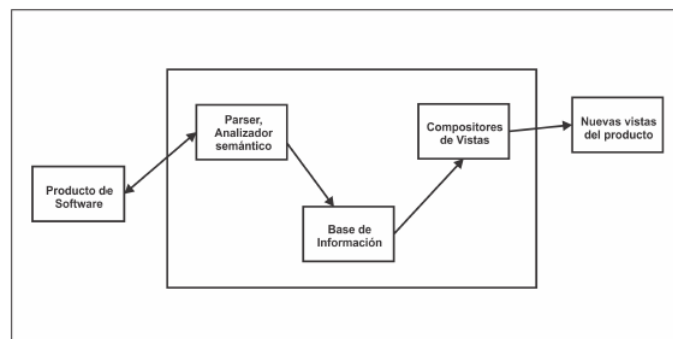 Producto de
Software
Parser,
Analizador
semántico
Base de
Información
Compositores
de Vistas
Nuevas vistas
del producto